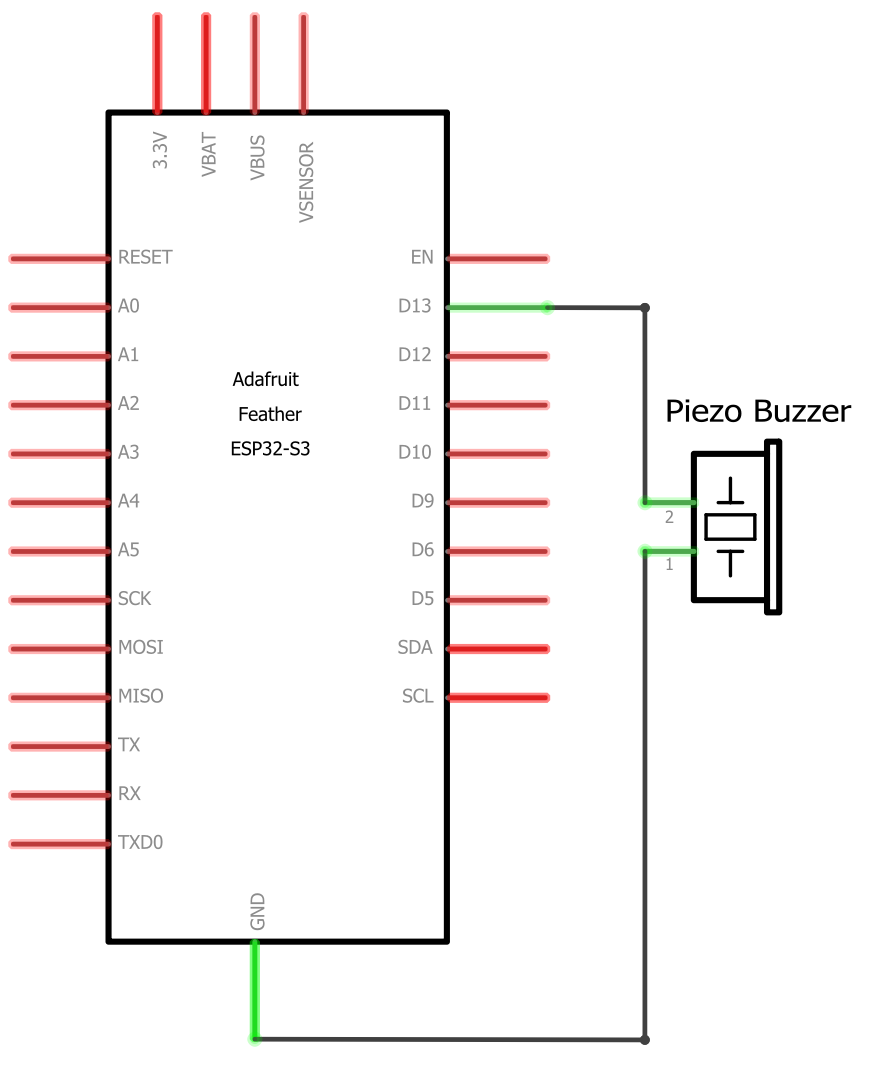 3.3V
VBAT
VBUS
VSENSOR
RESET
EN
A0
D13
A1
D12
Adafruit
A2
D11
Feather
Piezo Buzzer
A3
ESP32-S3
D10
A4
D9
2
A5
D6
1
SCK
D5
MOSI
SDA
MISO
SCL
TX
RX
TXD0
GND